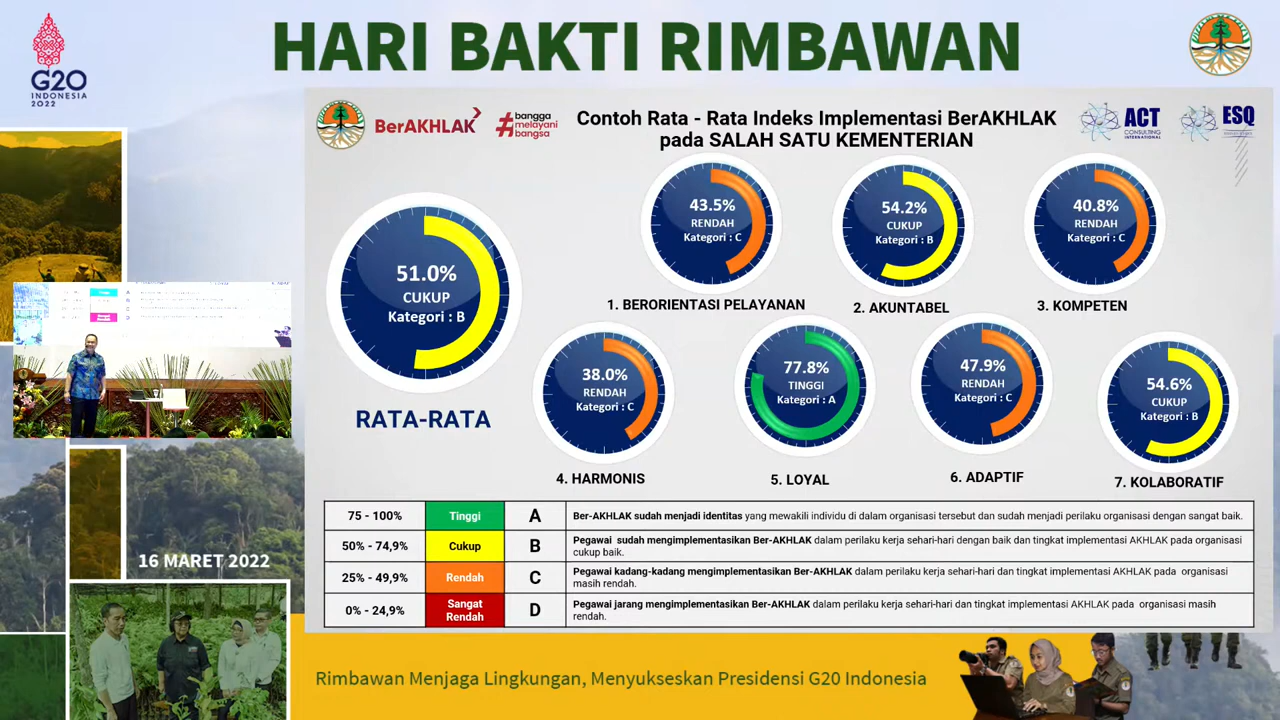 HARI BAKTI RIMBAWAN
G20
INDONESIA
2022
BerAKHLAK
#bangga
melayani
bangsa
Contoh Rata - Rata Indeks Implementasi BerAKHLAK
pada SALAH SATU KEMENTERIAN
ACT
CONSULTING
INTERNATIONAL
ESQ
51.0%
CUKUP
Kategori : B
RATA-RATA
43.5%
RENDAH
Kategori : C
1. BERORIENTASI PELAYANAN
54.2%
CUKUP
Kategori : B
2. AKUNTABEL
40.8%
RENDAH
Kategori : C
3. KOMPETEN
38.0%
RENDAH
Kategori : C
4. HARMONIS
77.8%
TINGGI
Kategori : A
5. LOYAL
47.9%
RENDAH
Kategori : C
6. ADAPTIF
54.6%
CUKUP
Kategori : B
7. KOLABORATIF
75 - 100% Tinggi A Ber-AKHLAK sudah menjadi identitas yang mewakili individu di dalam organisasi tersebut dan sudah menjadi perilaku organisasi dengan sangat baik.
50% - 74,9% Cukup B Pegawai sudah mengimplementasikan Ber-AKHLAK dalam perilaku kerja sehari-hari dengan baik dan tingkat implementasi AKHLAK pada organisasi
cukup baik.
25% - 49,9% Rendah C Pegawai kadang-kadang mengimplementasikan Ber-AKHLAK dalam perilaku kerja sehari-hari dan tingkat implementasi AKHLAK pada organisasi
masih rendah.
0% - 24,9% Sangat Rendah D Pegawai jarang mengimplementasikan Ber-AKHLAK dalam perilaku kerja sehari-hari dan tingkat implementasi AKHLAK pada organisasi masih
rendah.
16 MARET 2022
Rimbawan Menjaga Lingkungan, Menyukseskan Presidensi G20 Indonesia